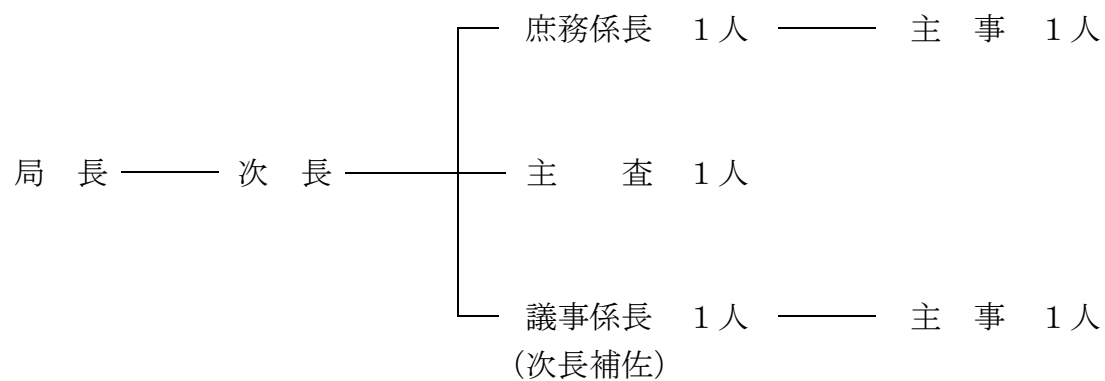 庶務係長　１人　主　事　１人
局　長　次　長　主　　査　１人
議事係長　１人　主　事　１人
(次長補佐)